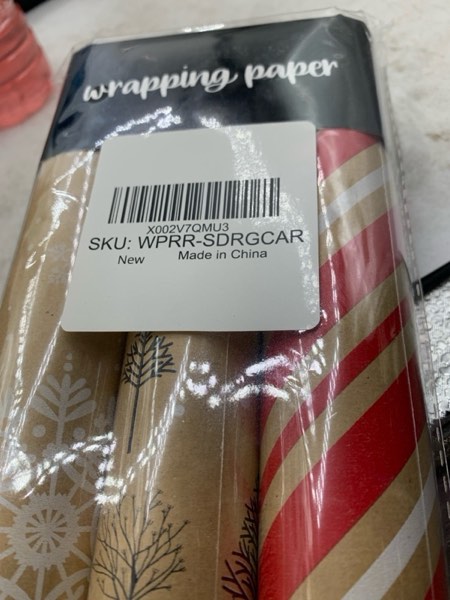 wrapping paper
X002V7QMU3
SKU: WPRR-SDRGCAR
New Made in China